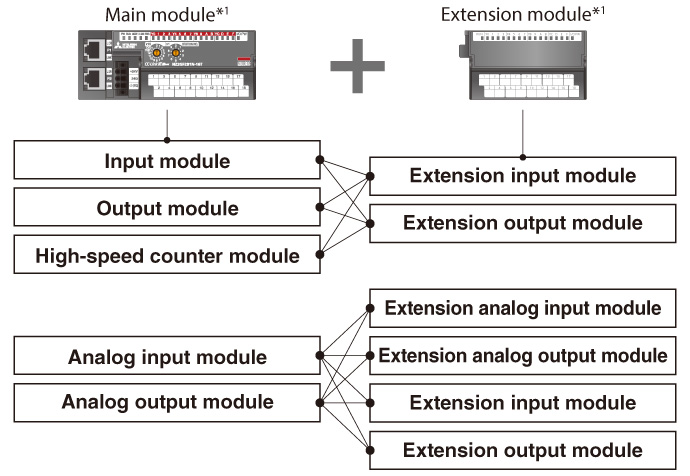 Main module*1
Extension module*1
Input module
Output module
High-speed counter module
Extension input module
Extension output module
Analog input module
Analog output module
Extension analog input module
Extension analog output module
Extension input module
Extension output module